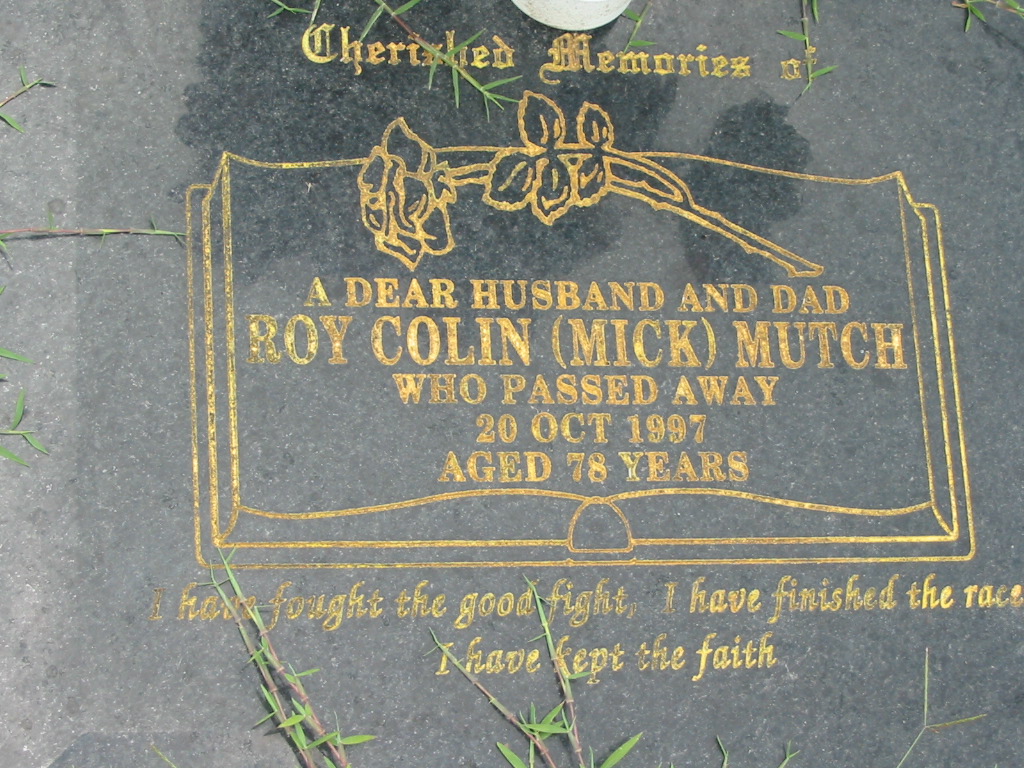 Cherished Memories of
A DEAR HUSBAND AND DAD
ROY COLIN (MICK) MUTCH
WHO PASSED AWAY
20 OCT 1997
AGED 78 YEARS
I have fought the good fight, I have finished the race
I have kept the faith